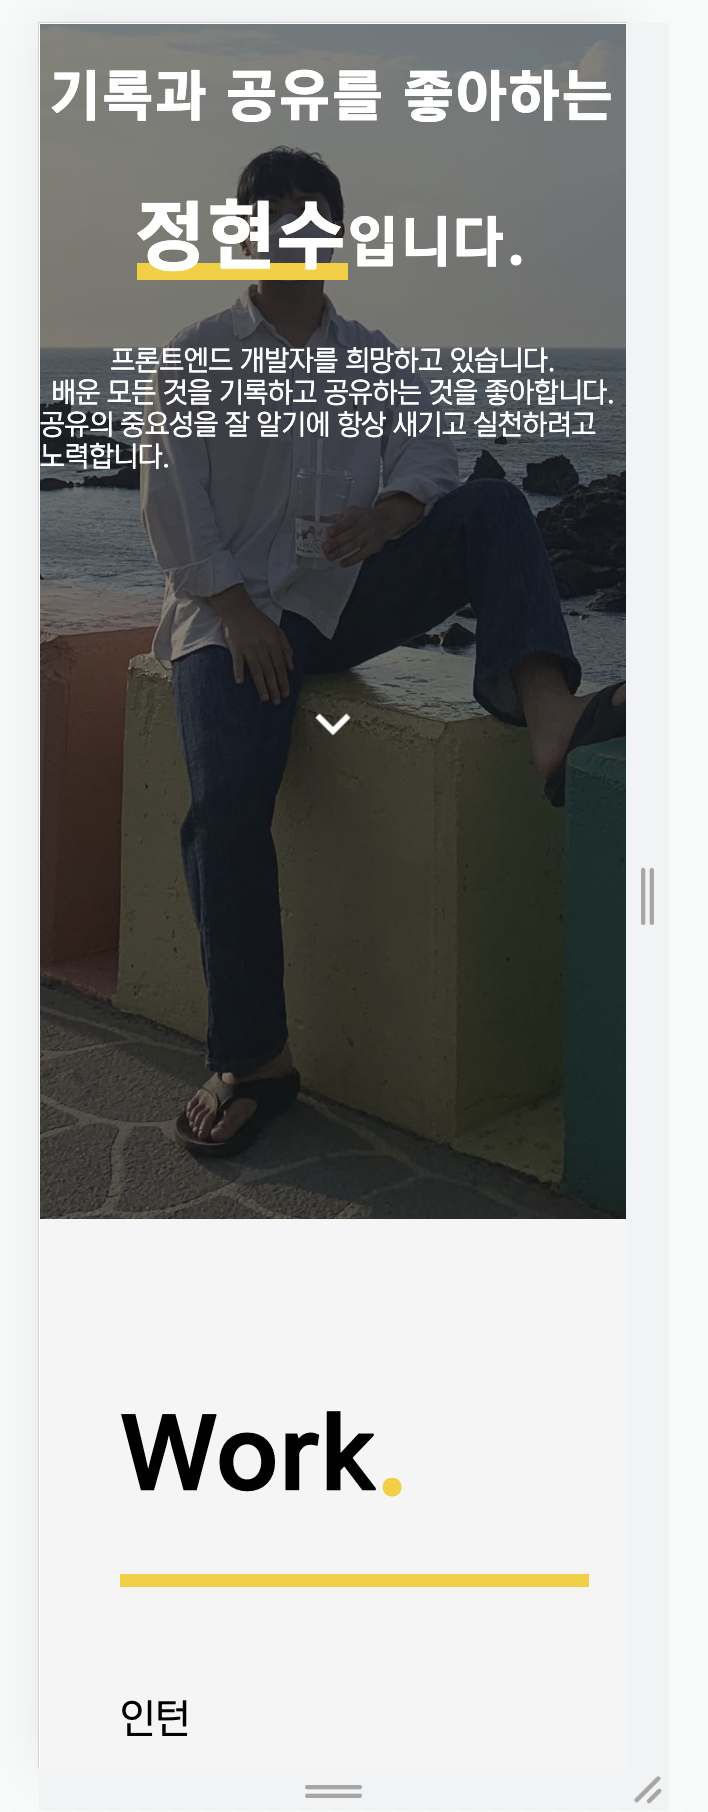 기록과 공유를 좋아하는
정현수입니다.
프론트엔드 개발자를 희망하고 있습니다.
배운 모든 것을 기록하고 공유하는 것을 좋아합니다.
공유의 중요성을 잘 알기에 항상 새기고 실천하려고
노력합니다.
Work.
인턴